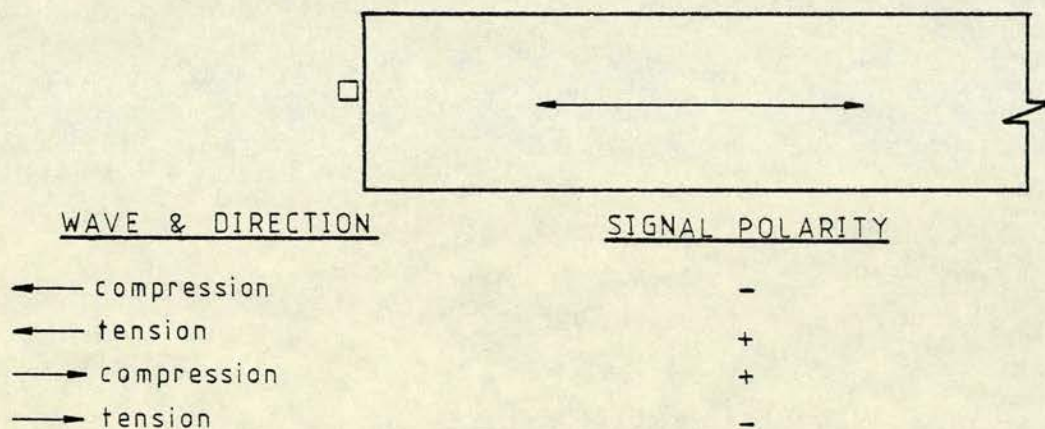 WAVE & DIRECTION SIGNAL POLARITY
← compression -
← tension +
→ compression +
→ tension -